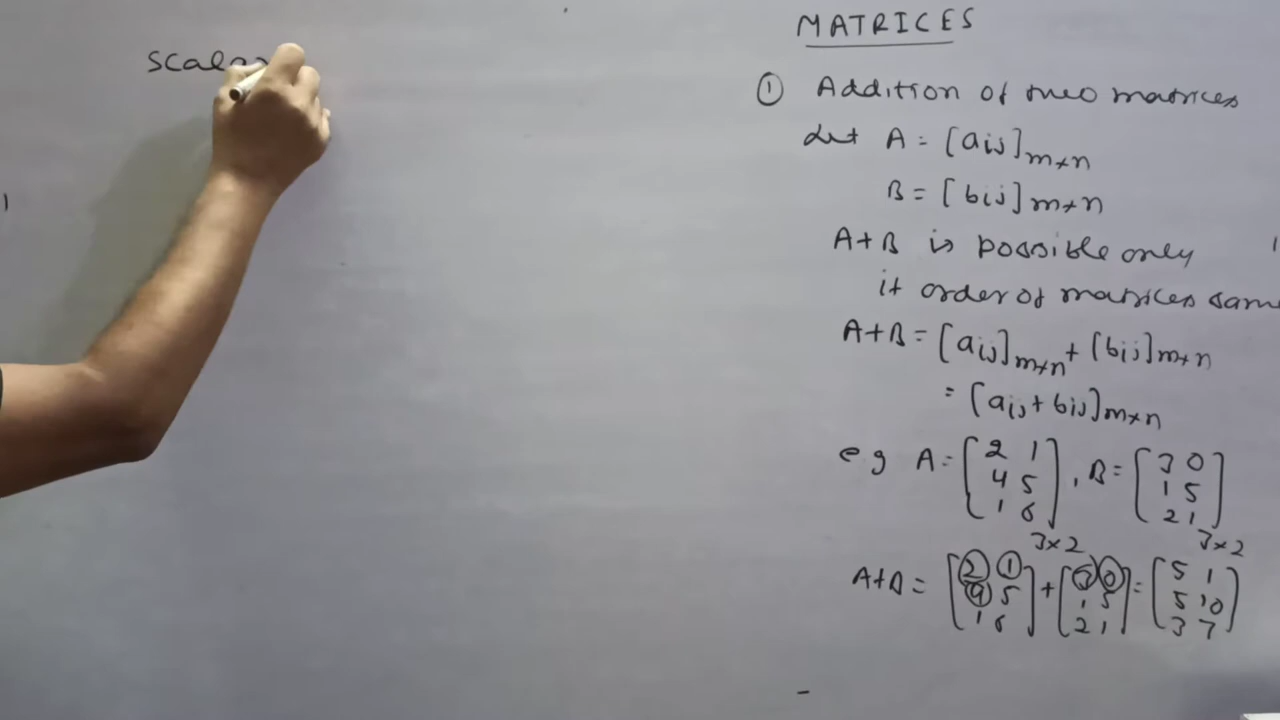 scalar
MATRICES
① Addition of two matrices
Let A = [aij]m×n
B = [bij]m×n
A+B is possible only
if order of matrices same
A+B = [aij]m×n + [bij]m×n
= [aij + bij]m×n
e.g A = [2 1
4 5
1 6]3×2 , B = [3 0
1 5
2 1]3×2
A+B = [2 1
4 5
1 6] + [3 0
1 5
2 1] = [5 1
5 10
3 7]